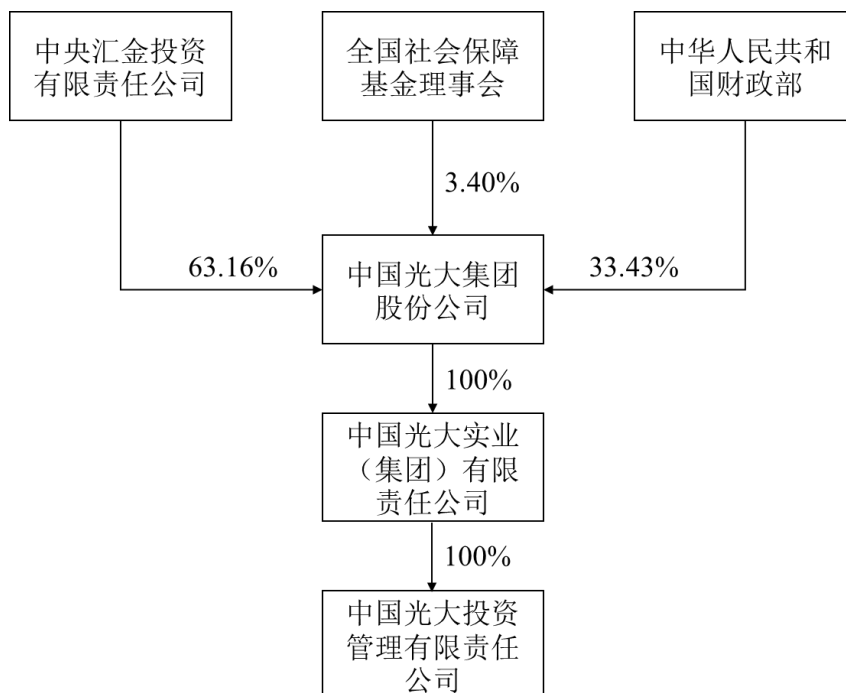 中央汇金投资
有限责任公司
全国社会保障
基金理事会
中华人民共和
国财政部
3.40%
63.16%
中国光大集团
股份公司
33.43%
100%
中国光大实业
（集团）有限
责任公司
100%
中国光大投资
管理有限责任
公司